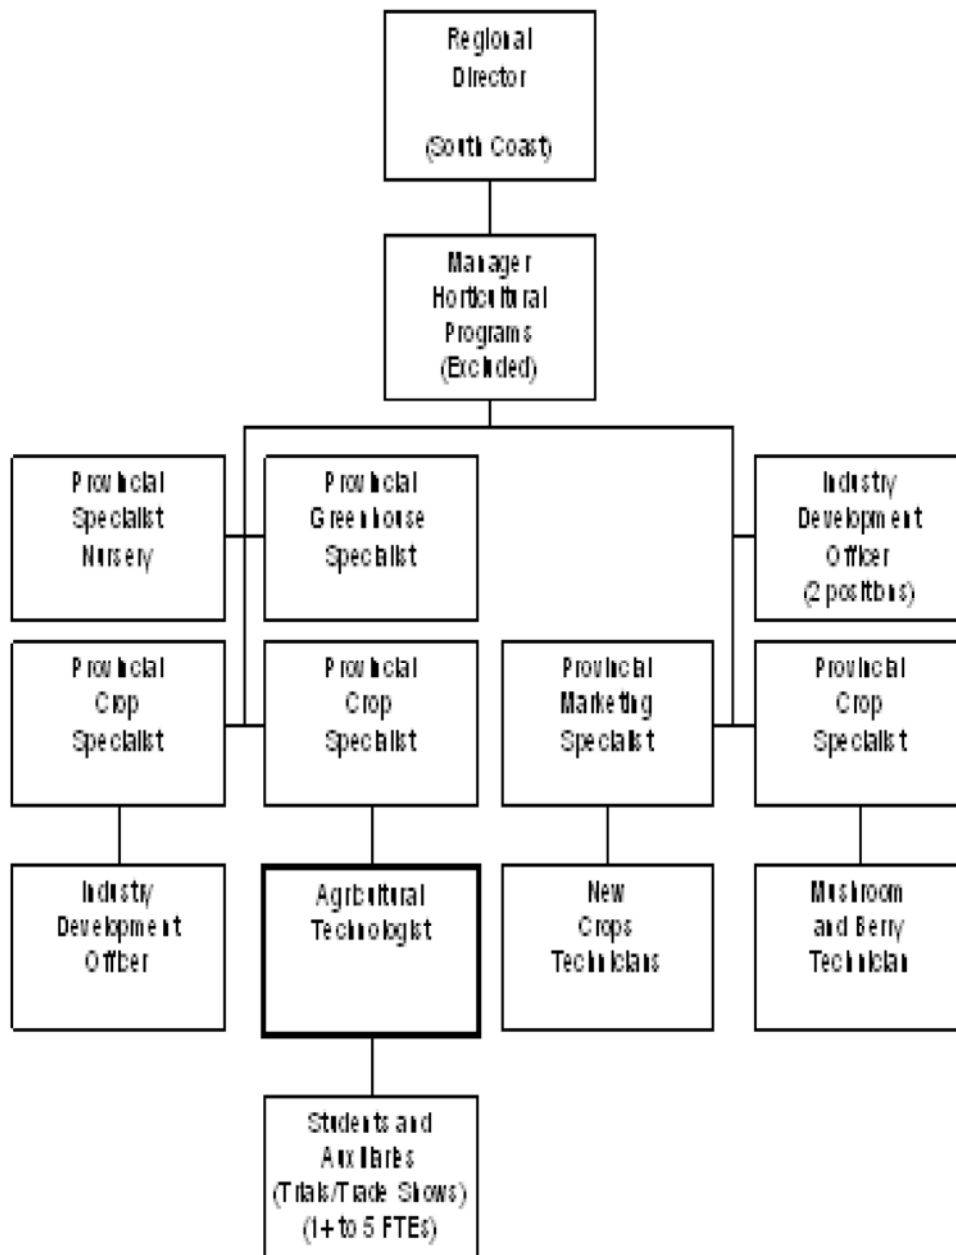 Regional
Director
(South Coast)
Manager
Horticultural
Programs
(Excluded)
Provincial
Specialist
Nursery
Provincial
Greenhouse
Specialist
Industry
Development
Officer
(2 positions)
Provincial
Crop
Specialist
Provincial
Crop
Specialist
Provincial
Marketing
Specialist
Provincial
Crop
Specialist
Industry
Development
Officer
Agricultural
Technologist
New
Crops
Technicians
Mushroom
and Berry
Technician
Students and
Auxiliaries
(Trials/Trade Shows)
(1+ to 5 FTEs)